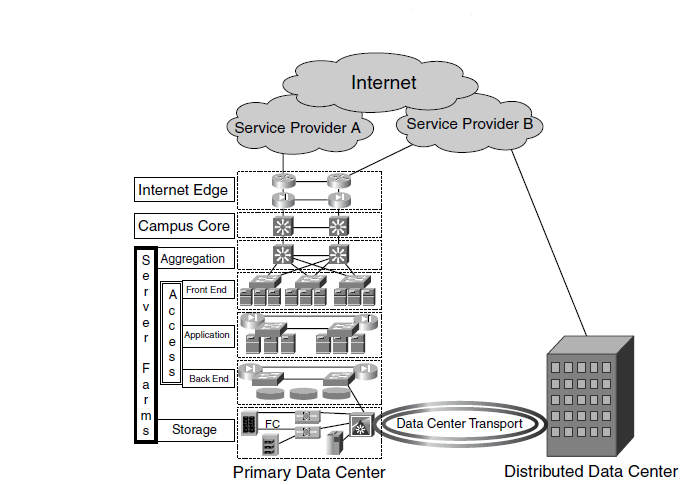 Internet
Service Provider A
Service Provider B
Internet Edge
Campus Core
Server Farms
Aggregation
Access
Front End
Application
Back End
Storage
FC
Data Center Transport
Primary Data Center
Distributed Data Center